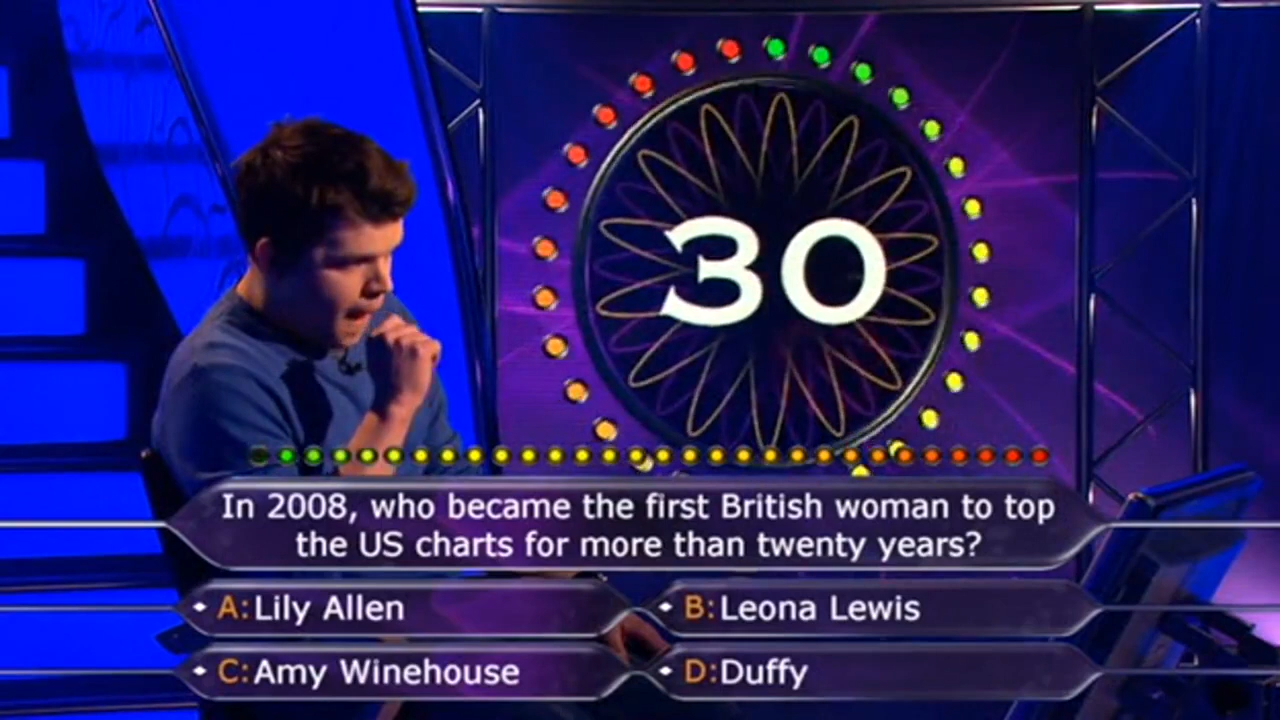 30
In 2008, who became the first British woman to top
the US charts for more than twenty years?
A: Lily Allen
B: Leona Lewis
C: Amy Winehouse
D: Duffy